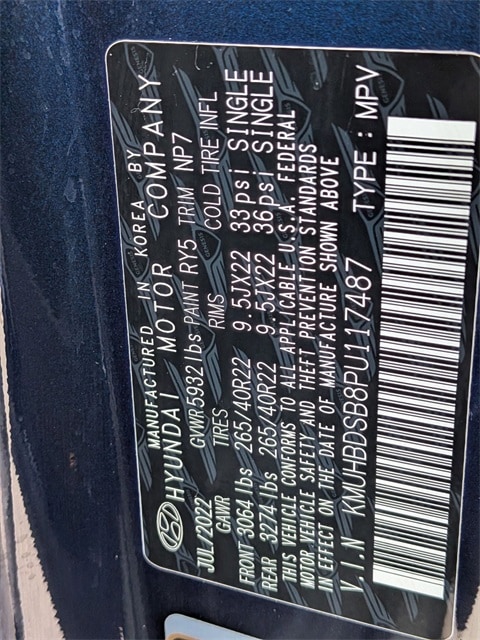 MANUFACTURED IN KOREA BY
HYUNDAI MOTOR COMPANY
JUL/2022 GVWR 5932 lbs PAINT RY5 TRIM NP7
GAWR TIRES RIMS COLD TIRE INFL
FRONT 3064 lbs 265/40R22 9.5JX22 33psi SINGLE
REAR 3274 lbs 265/40R22 9.5JX22 36psi SINGLE
THIS VEHICLE CONFORMS TO ALL APPLICABLE U.S.A. FEDERAL
MOTOR VEHICLE SAFETY AND THEFT PREVENTION STANDARDS
IN EFFECT ON THE DATE OF MANUFACTURE SHOWN ABOVE
V.I.N KMUHBDSB8PU117487 TYPE : MPV